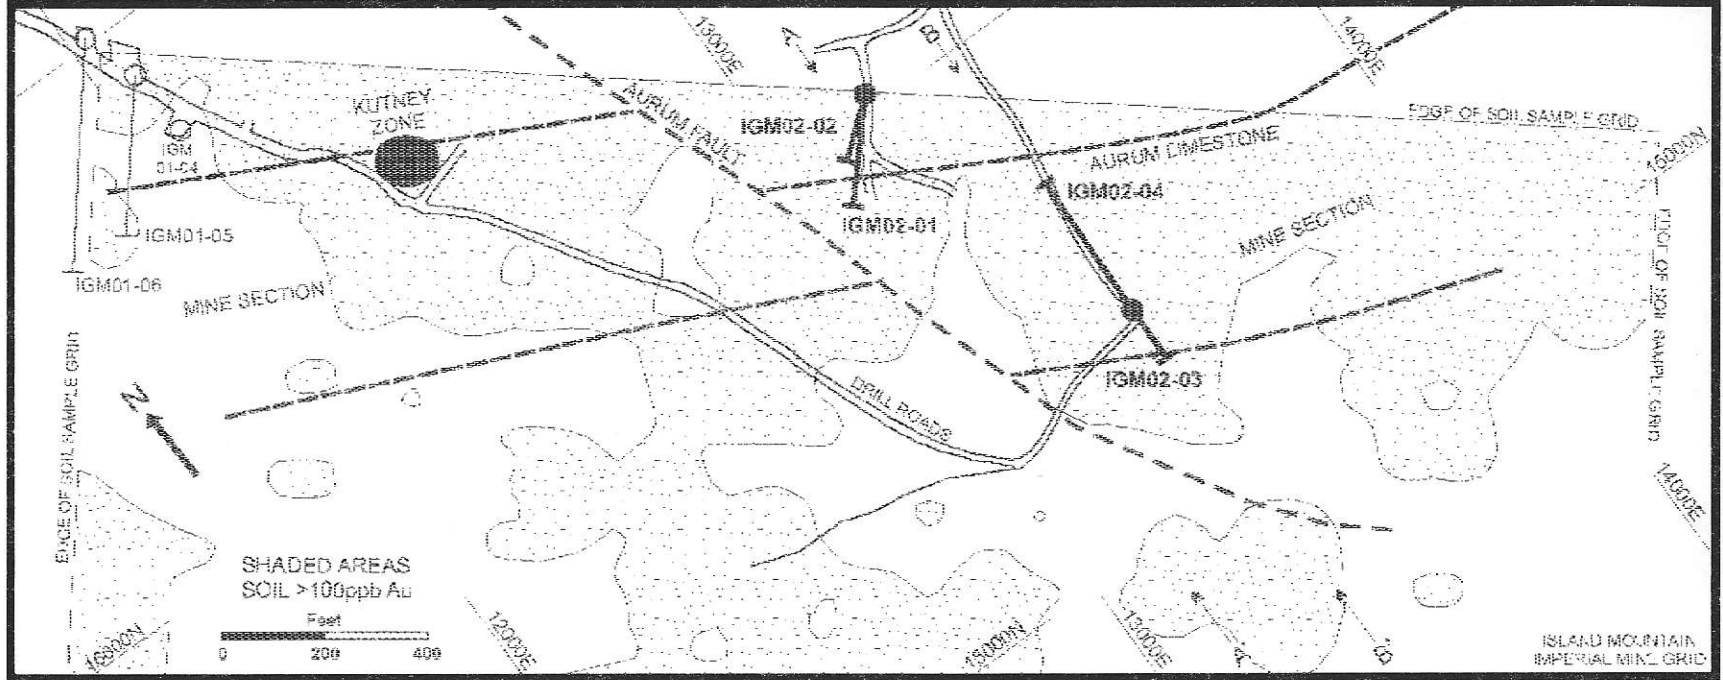 13000E
A
B
14000E
KUTNEY
ZONE
AURUM FAULT
IGM02-02
EDGE OF SOIL SAMPLE GRID
AURUM LIMESTONE
15000N
IGM
01-04
IGM02-04
IGM01-05
IGM02-01
MINE SECTION
IGM01-06
MINE SECTION
EDGE OF SOIL SAMPLE GRID
EDGE OF SOIL SAMPLE GRID
N
IGM02-03
DRILL ROADS
14000E
SHADED AREAS
SOIL >100ppb Au
Feet
0 200 400
16000N
12000E
15000N
13000E
A'
B'
ISLAND MOUNTAIN
IMPERIAL MINE GRID